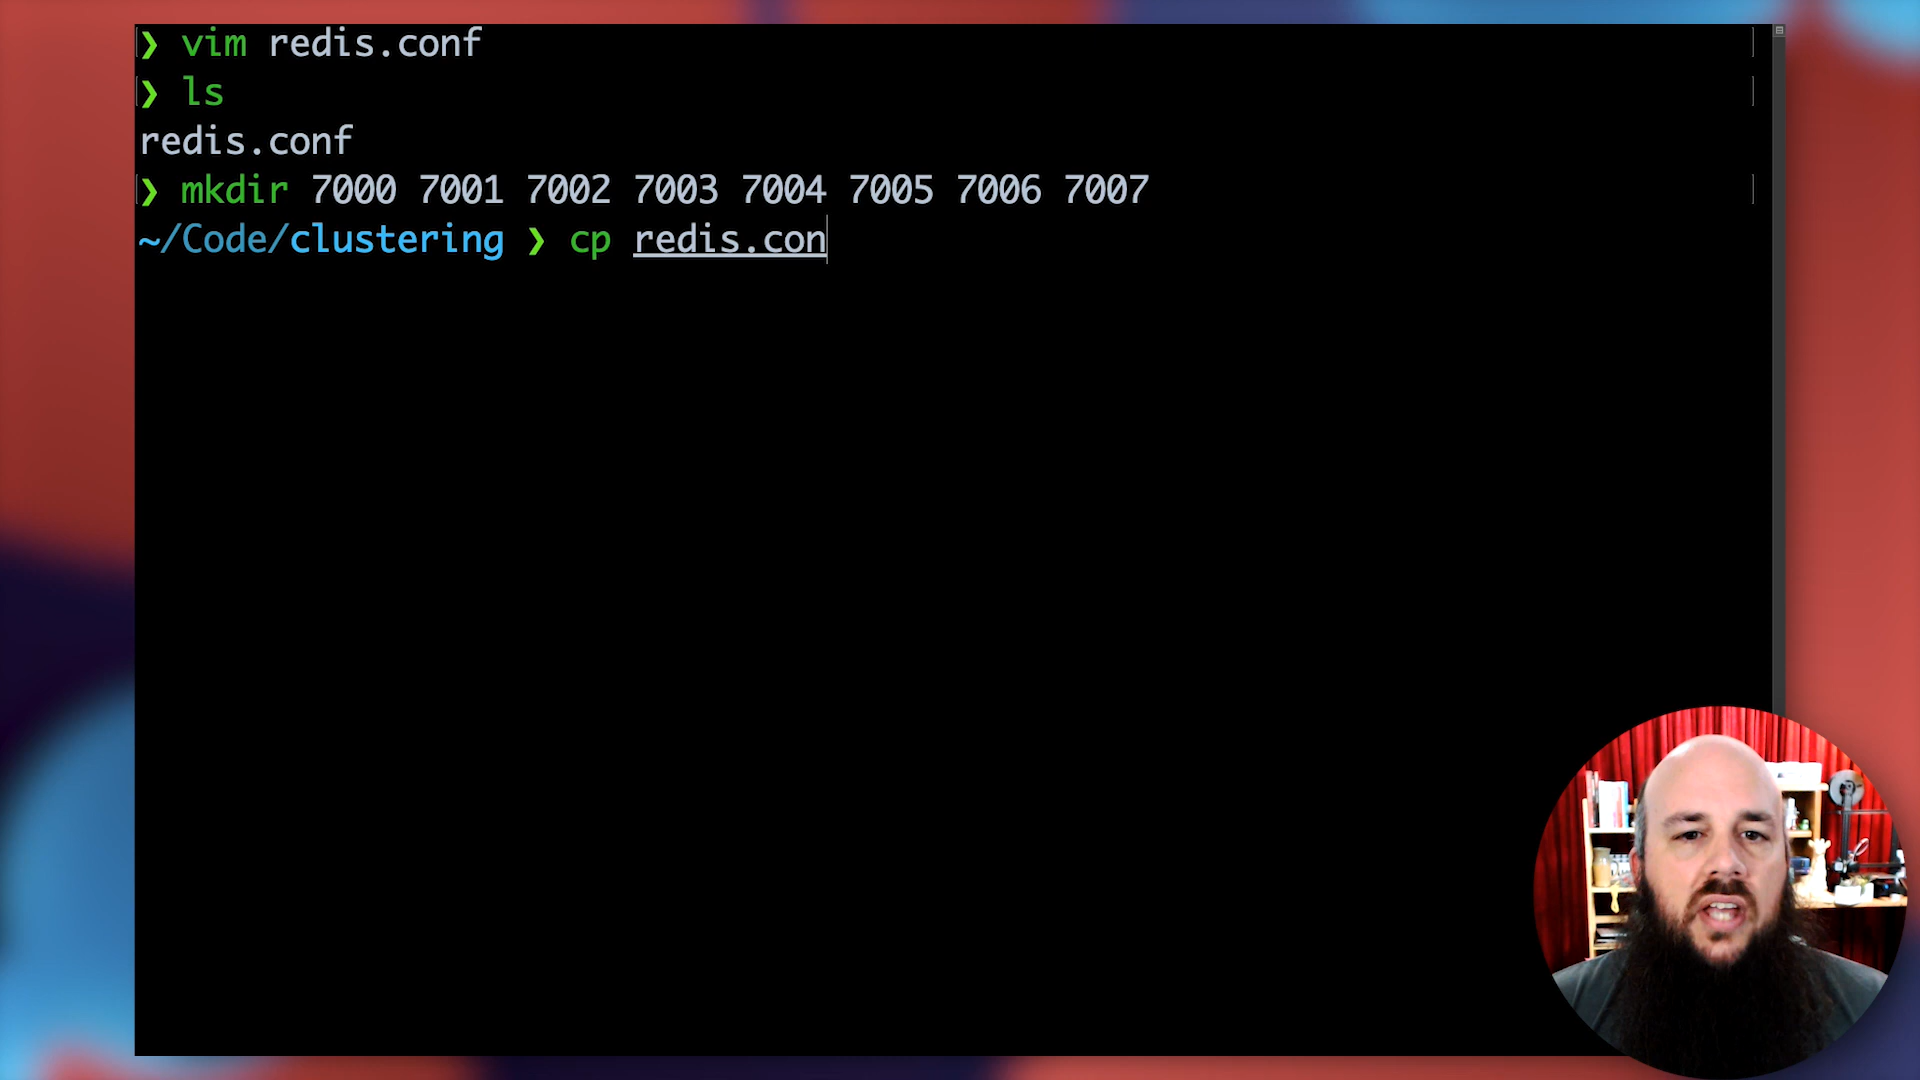 ❯ vim redis.conf
❯ ls
redis.conf
❯ mkdir 7000 7001 7002 7003 7004 7005 7006 7007
~/Code/clustering ❯ cp redis.con